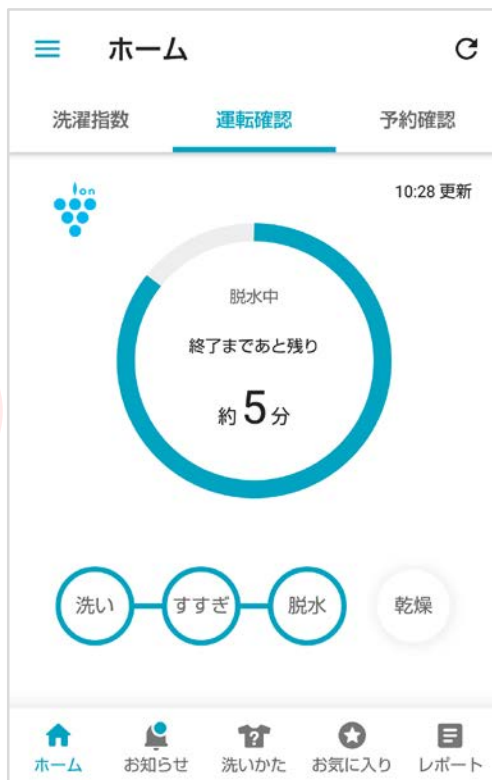 ホーム
洗濯指数 運転確認 予約確認
Ion
10:28 更新
脱水中
終了まであと残り
約5分
洗い すすぎ 脱水 乾燥
ホーム お知らせ 洗いかた お気に入り レポート